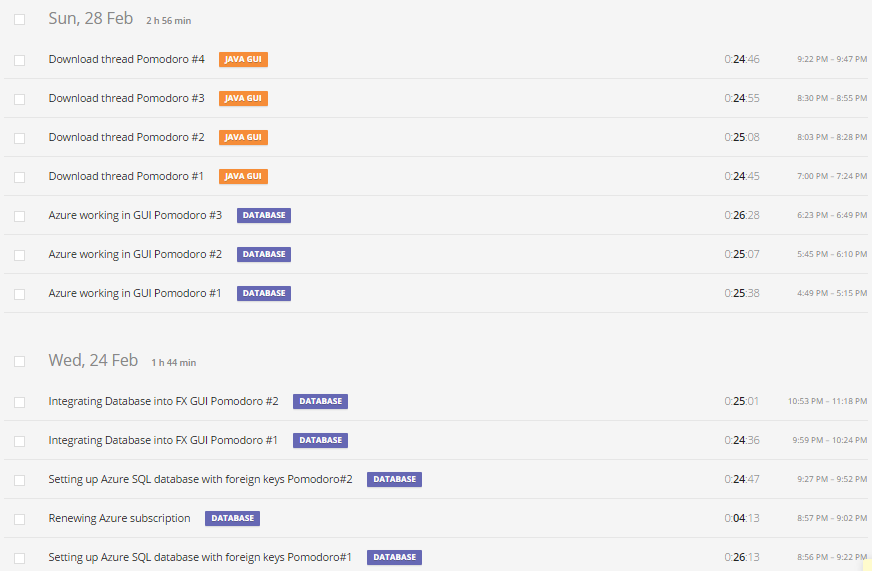 Sun, 28 Feb 2 h 56 min
Download thread Pomodoro #4 JAVA GUI 0:24:46 9:22 PM – 9:47 PM
Download thread Pomodoro #3 JAVA GUI 0:24:55 8:30 PM – 8:55 PM
Download thread Pomodoro #2 JAVA GUI 0:25:08 8:03 PM – 8:28 PM
Download thread Pomodoro #1 JAVA GUI 0:24:45 7:00 PM – 7:24 PM
Azure working in GUI Pomodoro #3 DATABASE 0:26:28 6:23 PM – 6:49 PM
Azure working in GUI Pomodoro #2 DATABASE 0:25:07 5:45 PM – 6:10 PM
Azure working in GUI Pomodoro #1 DATABASE 0:25:38 4:49 PM – 5:15 PM
Wed, 24 Feb 1 h 44 min
Integrating Database into FX GUI Pomodoro #2 DATABASE 0:25:01 10:53 PM – 11:18 PM
Integrating Database into FX GUI Pomodoro #1 DATABASE 0:24:36 9:59 PM – 10:24 PM
Setting up Azure SQL database with foreign keys Pomodoro#2 DATABASE 0:24:47 9:27 PM – 9:52 PM
Renewing Azure subscription DATABASE 0:04:13 8:57 PM – 9:02 PM
Setting up Azure SQL database with foreign keys Pomodoro#1 DATABASE 0:26:13 8:56 PM – 9:22 PM